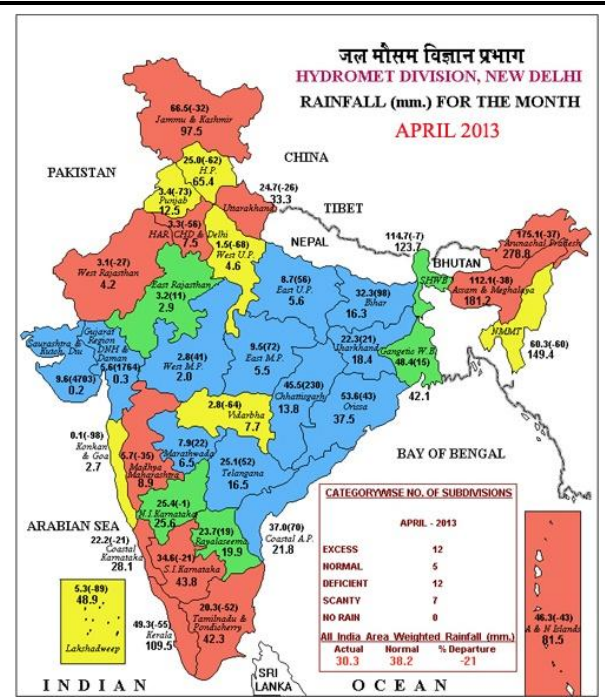 जल मौसम विज्ञान प्रभाग
HYDROMET DIVISION, NEW DELHI
RAINFALL (mm.) FOR THE MONTH
APRIL 2013
66.5(-32)
Jammu & Kashmir
97.5
CHINA
PAKISTAN
25.0(-62)
H.P.
65.4
3.4(-73)
Punjab
12.5
24.7(-26)
Uttarakhand
33.3
TIBET
3.3(-56)
HAR CHD & Delhi
7.5
NEPAL
1.5(-68)
West U.P.
4.6
114.7(-7)
123.7
SHWB
BHUTAN
175.1(-37)
Arunachal Pradesh
278.8
3.1(-27)
West Rajasthan
4.2
East Rajasthan
3.2(11)
2.9
8.7(56)
East U.P.
5.6
32.3(98)
Bihar
16.3
112.1(-38)
Assam & Meghalaya
181.2
NMMT
60.3(-60)
149.4
Saurashtra &
Kutch, Diu
9.6(4703)
0.2
Gujarat
Region
DNH &
Daman
5.6(1764)
0.3
2.8(41)
West M.P.
2.0
9.5(72)
East M.P.
5.5
22.3(21)
Jharkhand
18.4
Gangetic W.B
48.4(15)
42.1
45.5(230)
Chhattisgarh
13.8
53.6(43)
Orissa
37.5
2.8(-64)
Vidarbha
7.7
0.1(-98)
Konkan
& Goa
2.7
5.7(-35)
Madhya
Maharashtra
8.9
7.9(22)
Marathwada
6.5
25.1(52)
Telangana
16.5
BAY OF BENGAL
ARABIAN SEA
25.4(-1)
N.I.Karnataka
25.6
23.7(19)
Rayalaseema
19.9
37.0(70)
Coastal A.P.
21.8
22.2(-21)
Coastal
Karnataka
28.1
34.6(-21)
S.I.Karnataka
43.8
5.3(-89)
48.9
Lakshadweep
49.3(-55)
Kerala
109.5
20.3(-52)
Tamilnadu &
Pondicherry
42.3
CATEGORYWISE NO. OF SUBDIVISIONS
APRIL - 2013
EXCESS 12
NORMAL 5
DEFICIENT 12
SCANTY 7
NO RAIN 0
All India Area Weighted Rainfall (mm.)
Actual Normal % Departure
30.3 38.2 -21
46.3(-43)
A & N Islands
81.5
SRI
LANKA
INDIAN OCEAN